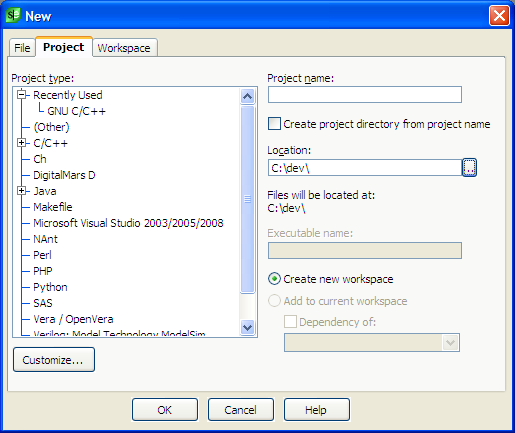 New
File
Project
Workspace
Project type:
Recently Used
GNU C/C++
(Other)
C/C++
Ch
DigitalMars D
Java
Makefile
Microsoft Visual Studio 2003/2005/2008
NAnt
Perl
PHP
Python
SAS
Vera / OpenVera
Verilog: Model Technology ModelSim
Customize...
Project name:
Create project directory from project name
Location:
C:\dev\
..
Files will be located at:
C:\dev\
Executable name:
Create new workspace
Add to current workspace
Dependency of:
OK
Cancel
Help